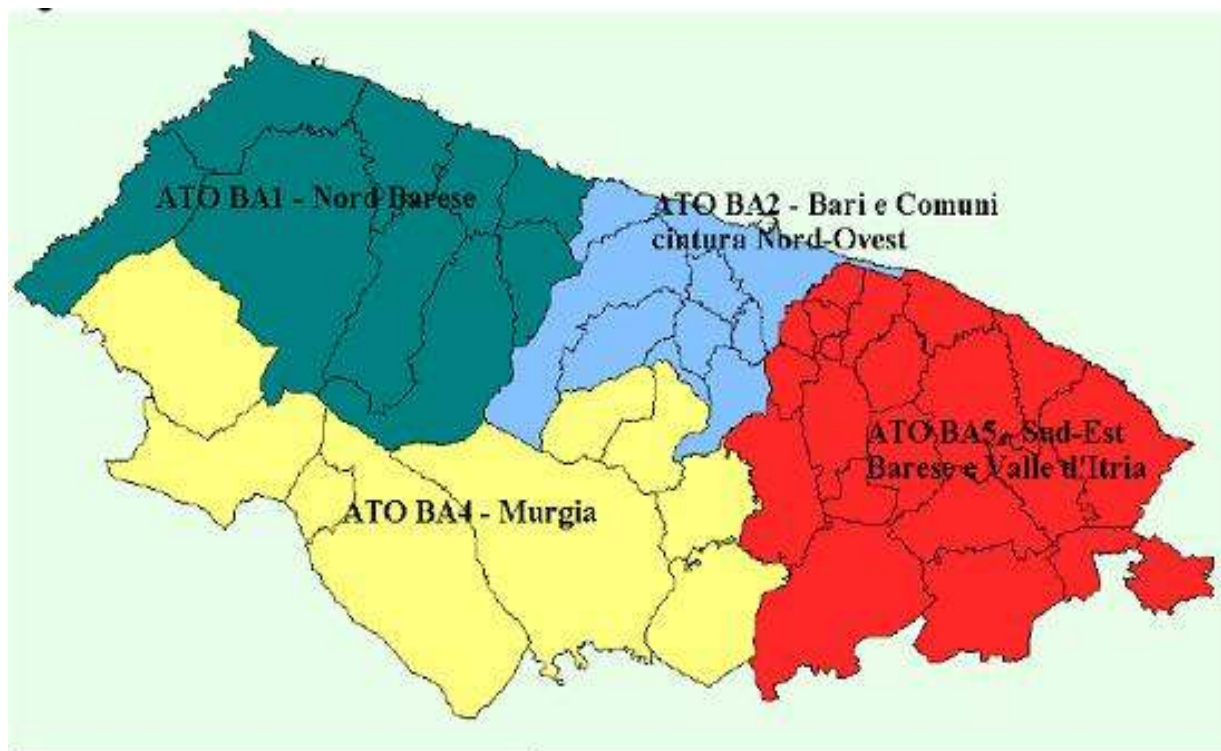 ATO BA1 - Nord Barese
ATO BA2 - Bari e Comuni
cintura Nord-Ovest
ATO BA5 - Sud-Est
Barese e Valle d'Itria
ATO BA4 - Murgia